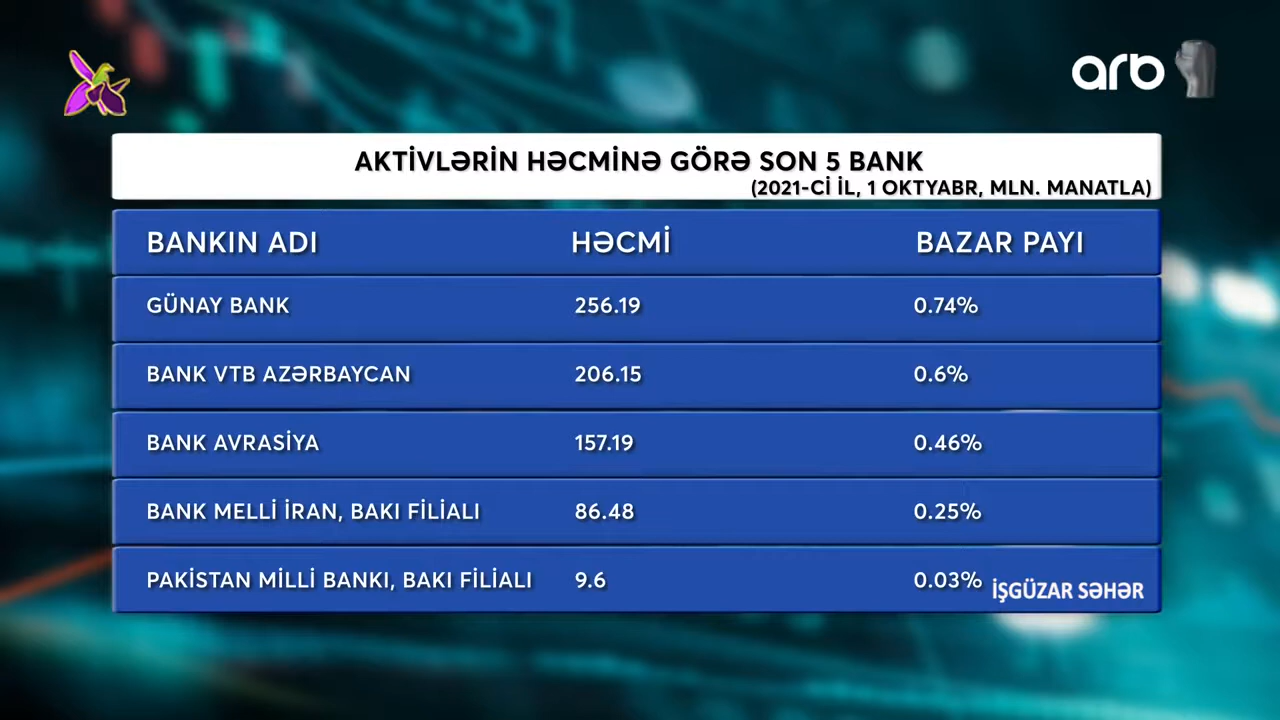 arb
AKTİVLƏRİN HƏCMİNƏ GÖRƏ SON 5 BANK
(2021-Cİ İL, 1 OKTYABR, MLN. MANATLA)
BANKIN ADI HƏCMİ BAZAR PAYI
GÜNAY BANK 256.19 0.74%
BANK VTB AZƏRBAYCAN 206.15 0.6%
BANK AVRASİYA 157.19 0.46%
BANK MELLİ İRAN, BAKI FİLİALI 86.48 0.25%
PAKİSTAN MİLLİ BANKI, BAKI FİLİALI 9.6 0.03%
İŞGÜZAR SƏHƏR